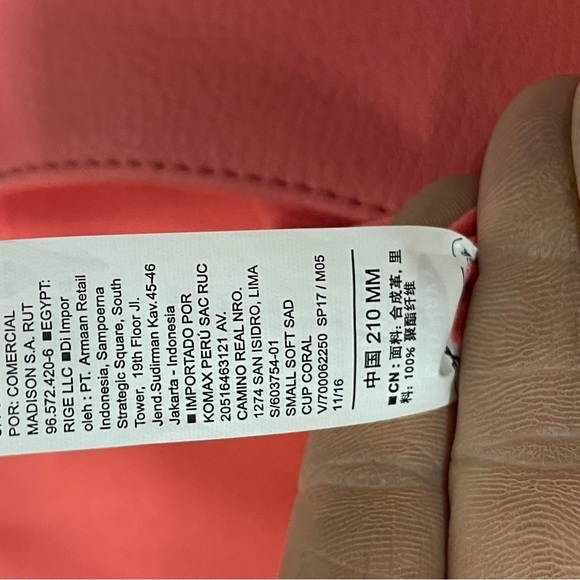 POR: COMERCIAL
MADISON S.A. RUT
96.572.420-6 ■EGYPT:
RIGE LLC ■Di Impor
oleh : PT. Armaan Retail
Indonesia, Sampoerna
Strategic Square, South
Tower, 19th Floor Jl.
Jend.Sudirman Kav.45-46
Jakarta - Indonesia
■ IMPORTADO POR
KOMAX PERÚ SAC RUC
20516463121 AV.
CAMINO REAL NRO.
1274 SAN ISIDRO, LIMA
S/603754-01
SMALL SOFT SAD
CUP CORAL
V/700062250 SP17 / M05
11/16
中国 210 MM
■CN : 面料: 合成革, 里
料: 100% 聚酯纤维